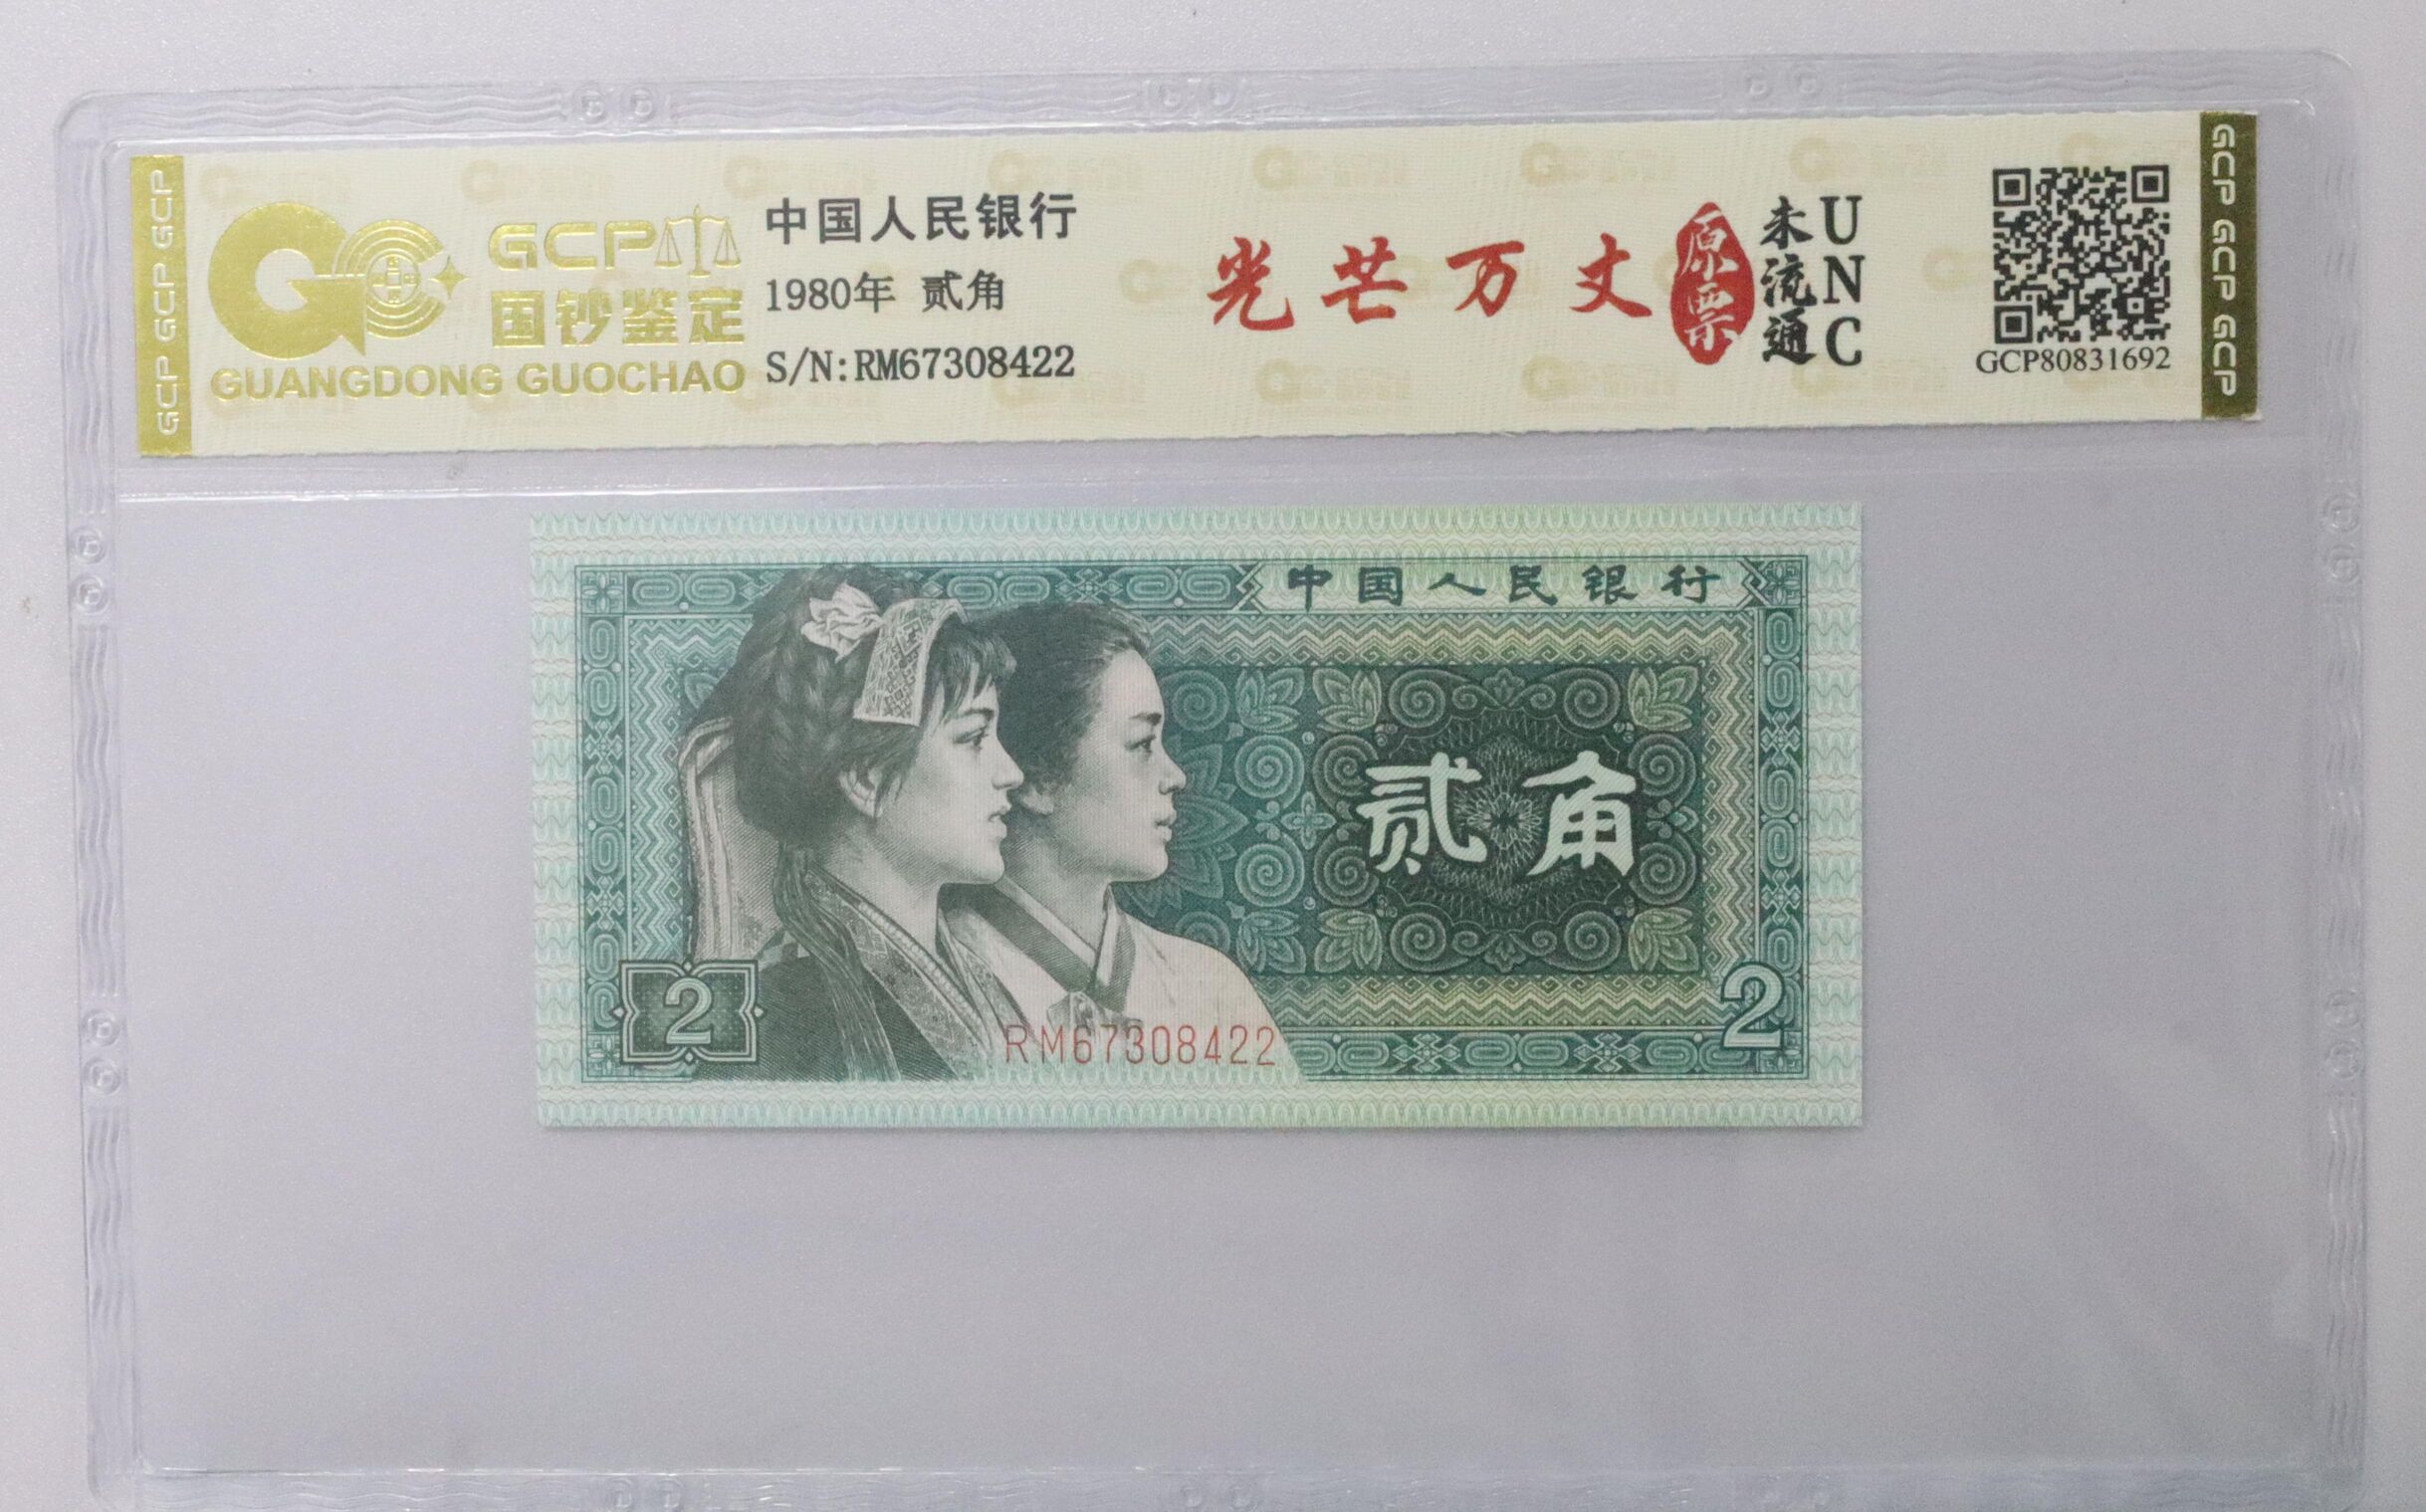 GCP GCP GCP
GCP
国钞鉴定
GUANGDONG GUOCHAO
中国人民银行
1980年 贰角
S/N:RM67308422
光芒万丈
原票
未流通
UNC
GCP80831692
GCP GCP GCP
中国人民银行
贰角
2
2
RM67308422